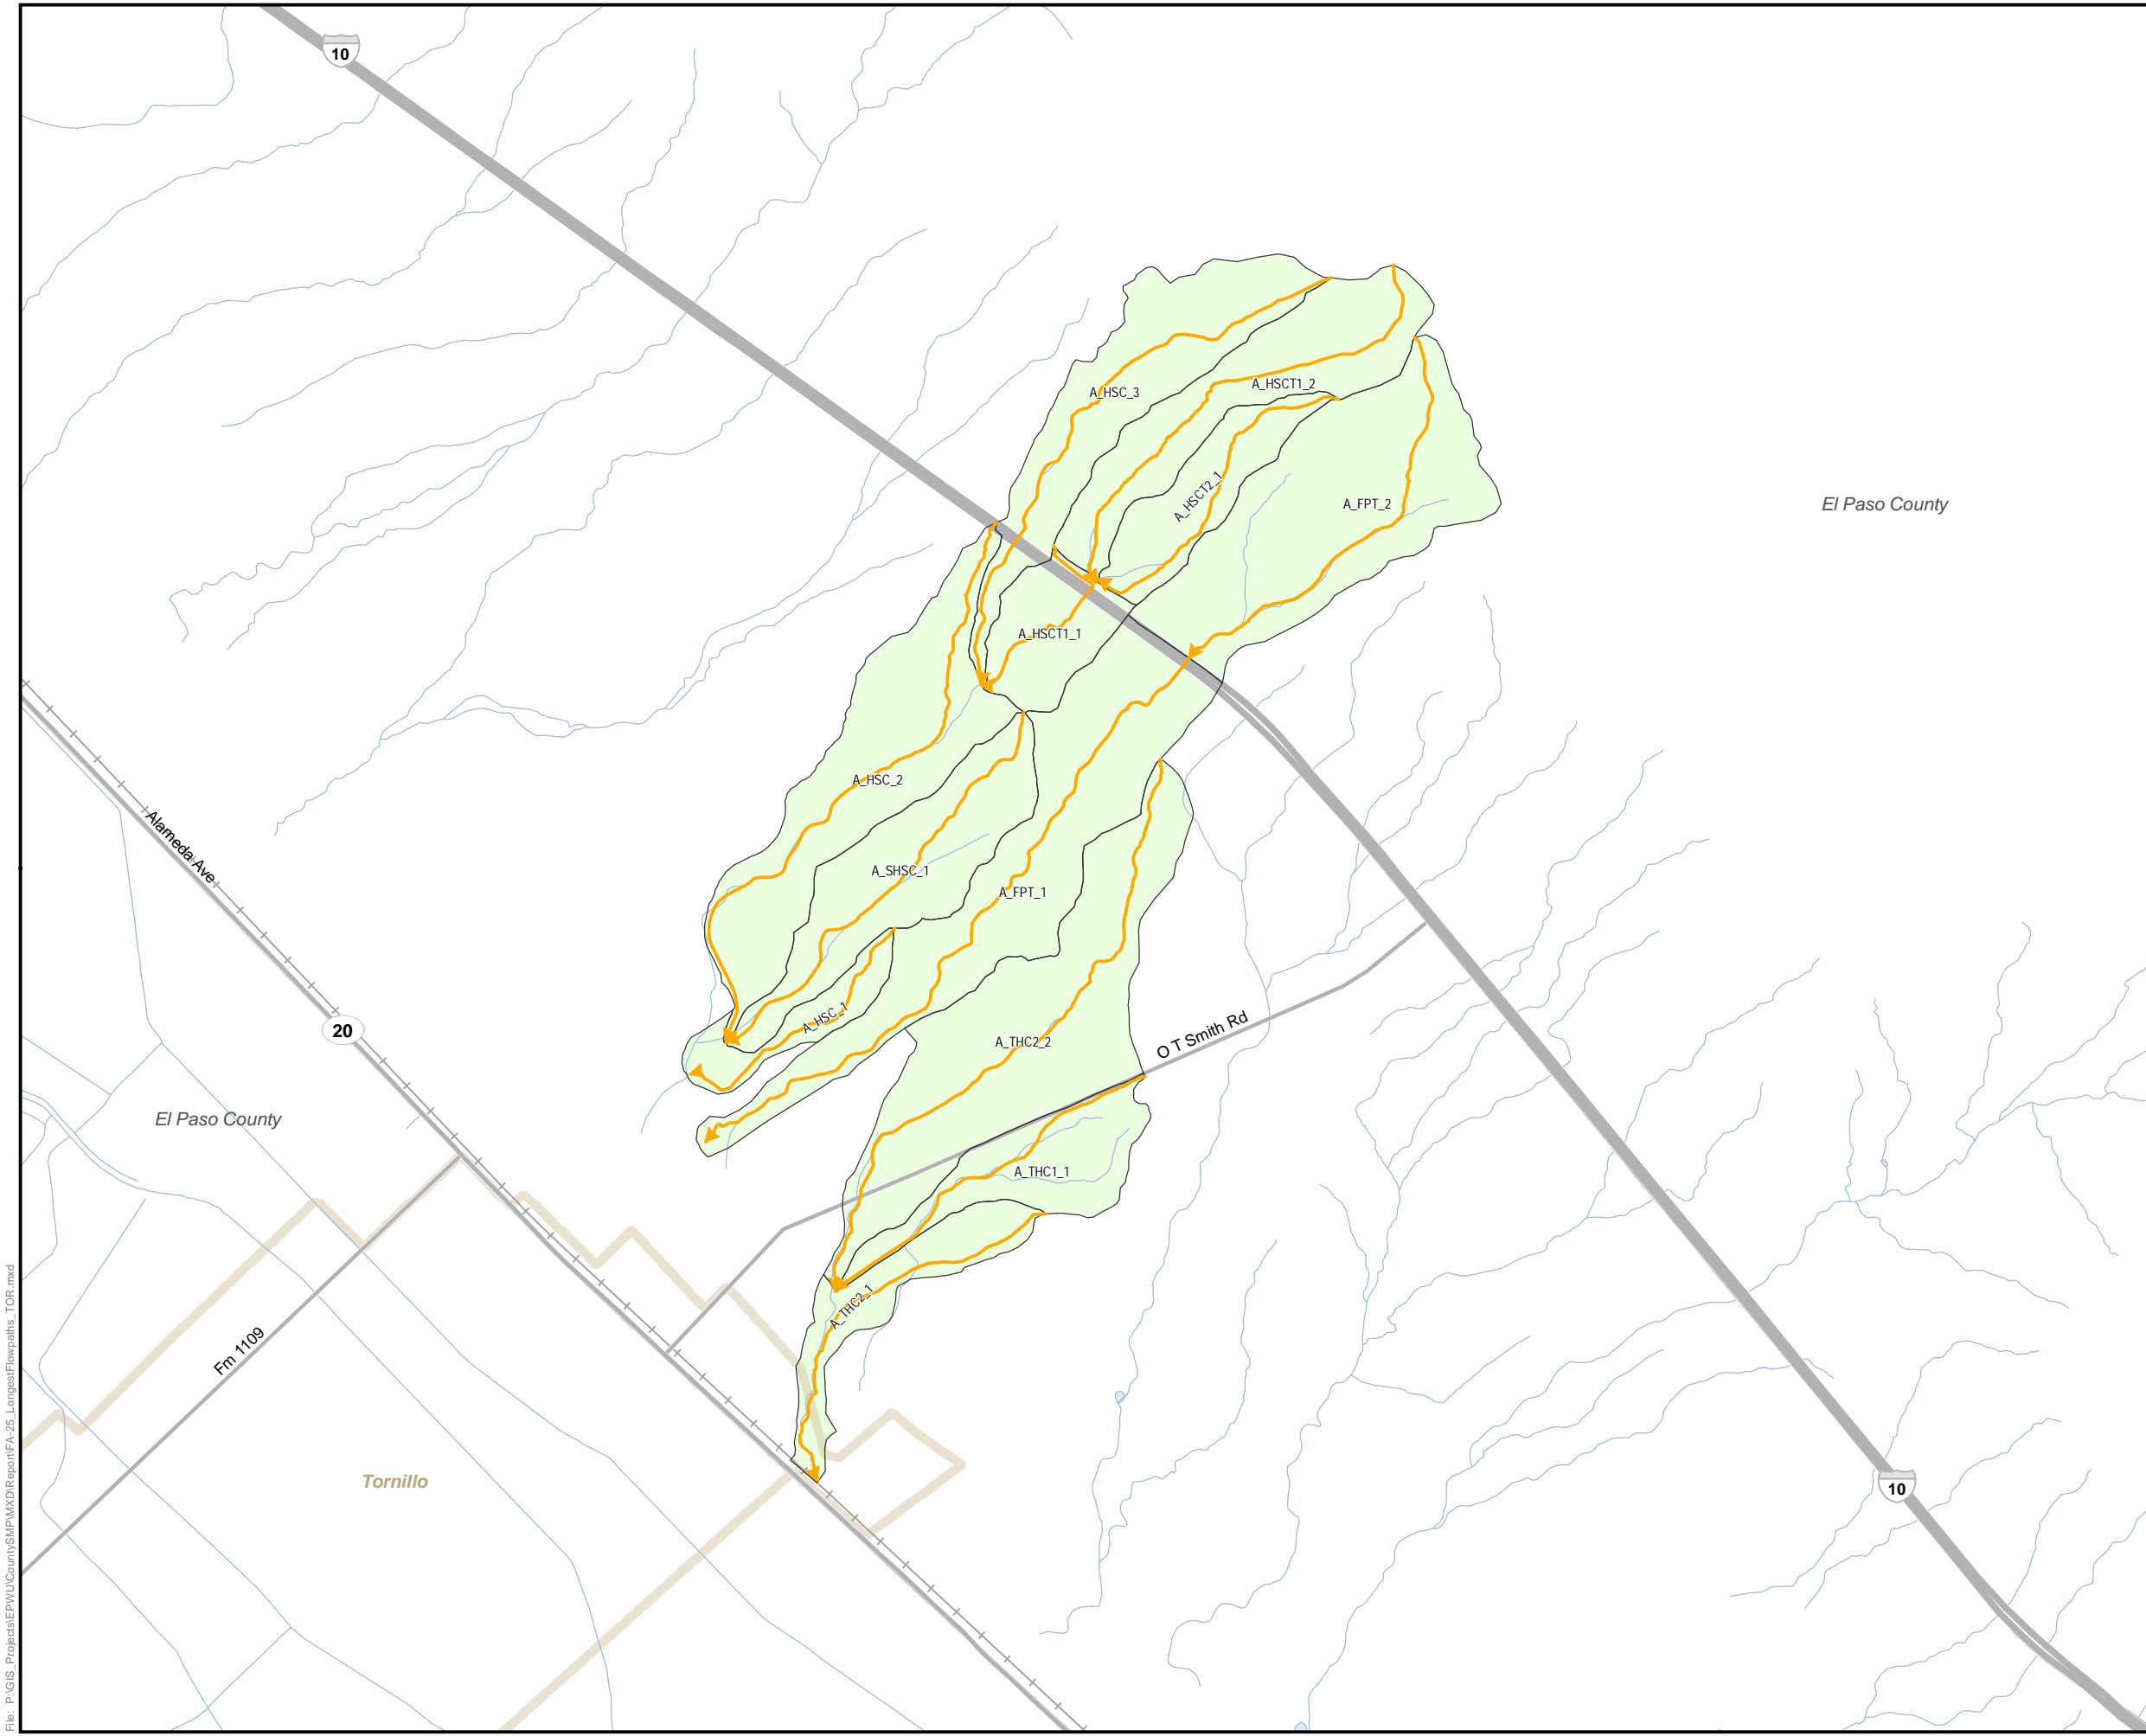 10
A_HSC_3
A_HSCT1_2
A_HSCT2_1
A_FPT_2
El Paso County
A_HSCT1_1
A_HSC_2
Alameda Ave
A_SHSC_1
A_FPT_1
A_HSC_1
20
O T Smith Rd
A_THC2_2
El Paso County
A_THC1_1
A_THC2_1
Fm 1109
Tornillo
10
File: P:\GIS_Projects\EPWU\CountySMP\MXD\Report\FA-25_LongestFlowpaths_TOR.mxd